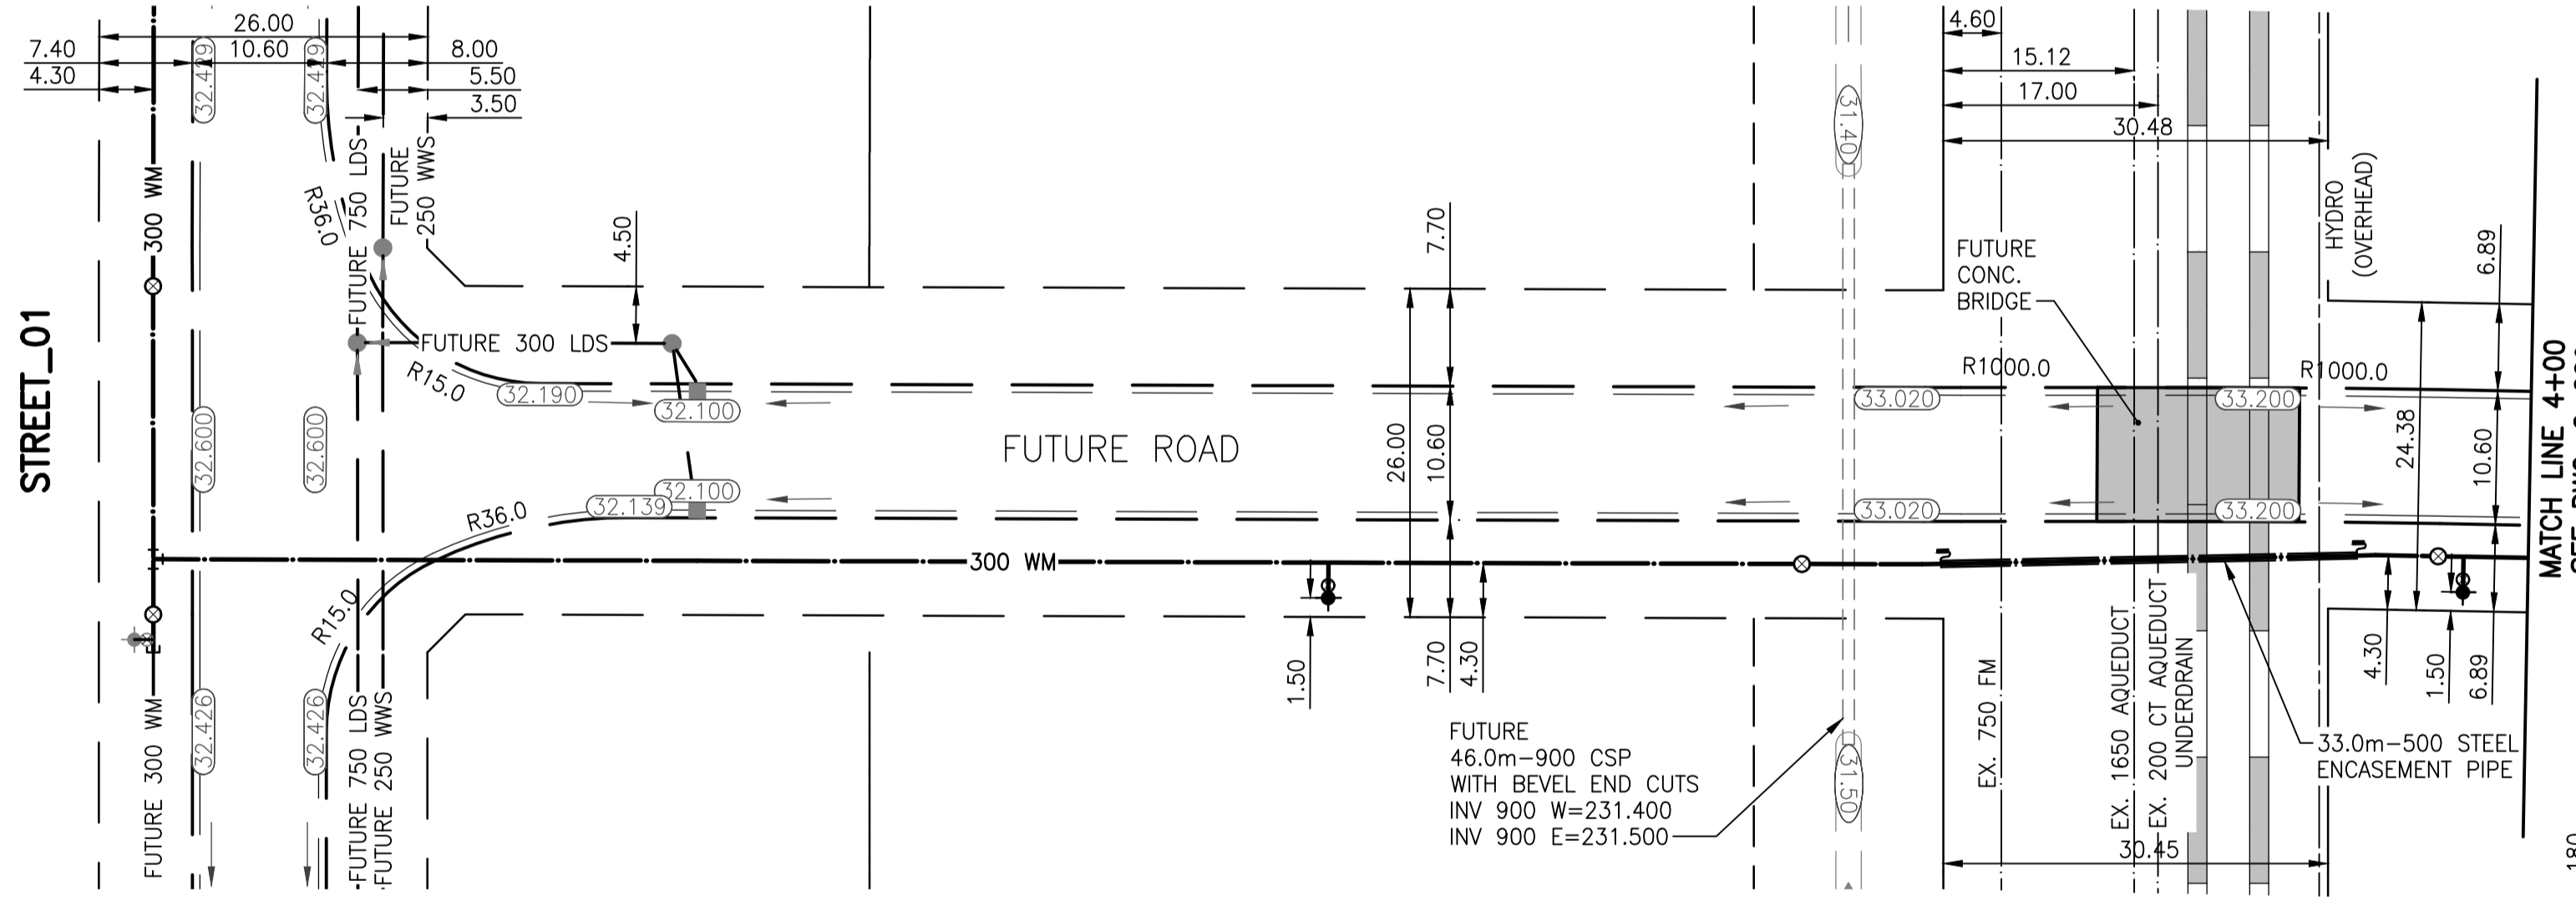 26.00
7.40
10.60
8.00
4.30
5.50
3.50
32.429
32.429
300 WM
FUTURE 750 LDS
FUTURE
250 WWS
R36.0
4.50
STREET_01
FUTURE 300 LDS
R15.0
32.190
32.100
32.600
32.600
32.100
32.139
R36.0
R15.0
FUTURE 300 WM
32.426
32.426
FUTURE 750 LDS
FUTURE 250 WWS
FUTURE ROAD
300 WM
7.70
26.00
10.60
1.50
7.70
4.30
31.40
FUTURE
46.0m-900 CSP
WITH BEVEL END CUTS
INV 900 W=231.400
INV 900 E=231.500
31.50
4.60
15.12
17.00
30.48
FUTURE
CONC.
BRIDGE
HYDRO
(OVERHEAD)
6.89
R1000.0
R1000.0
33.020
33.200
33.020
33.200
24.38
10.60
EX. 750 FM
EX. 1650 AQUEDUCT
EX. 200 CT AQUEDUCT
UNDERDRAIN
4.30
1.50
6.89
33.0m-500 STEEL
ENCASEMENT PIPE
30.45
MATCH LINE 4+00
180